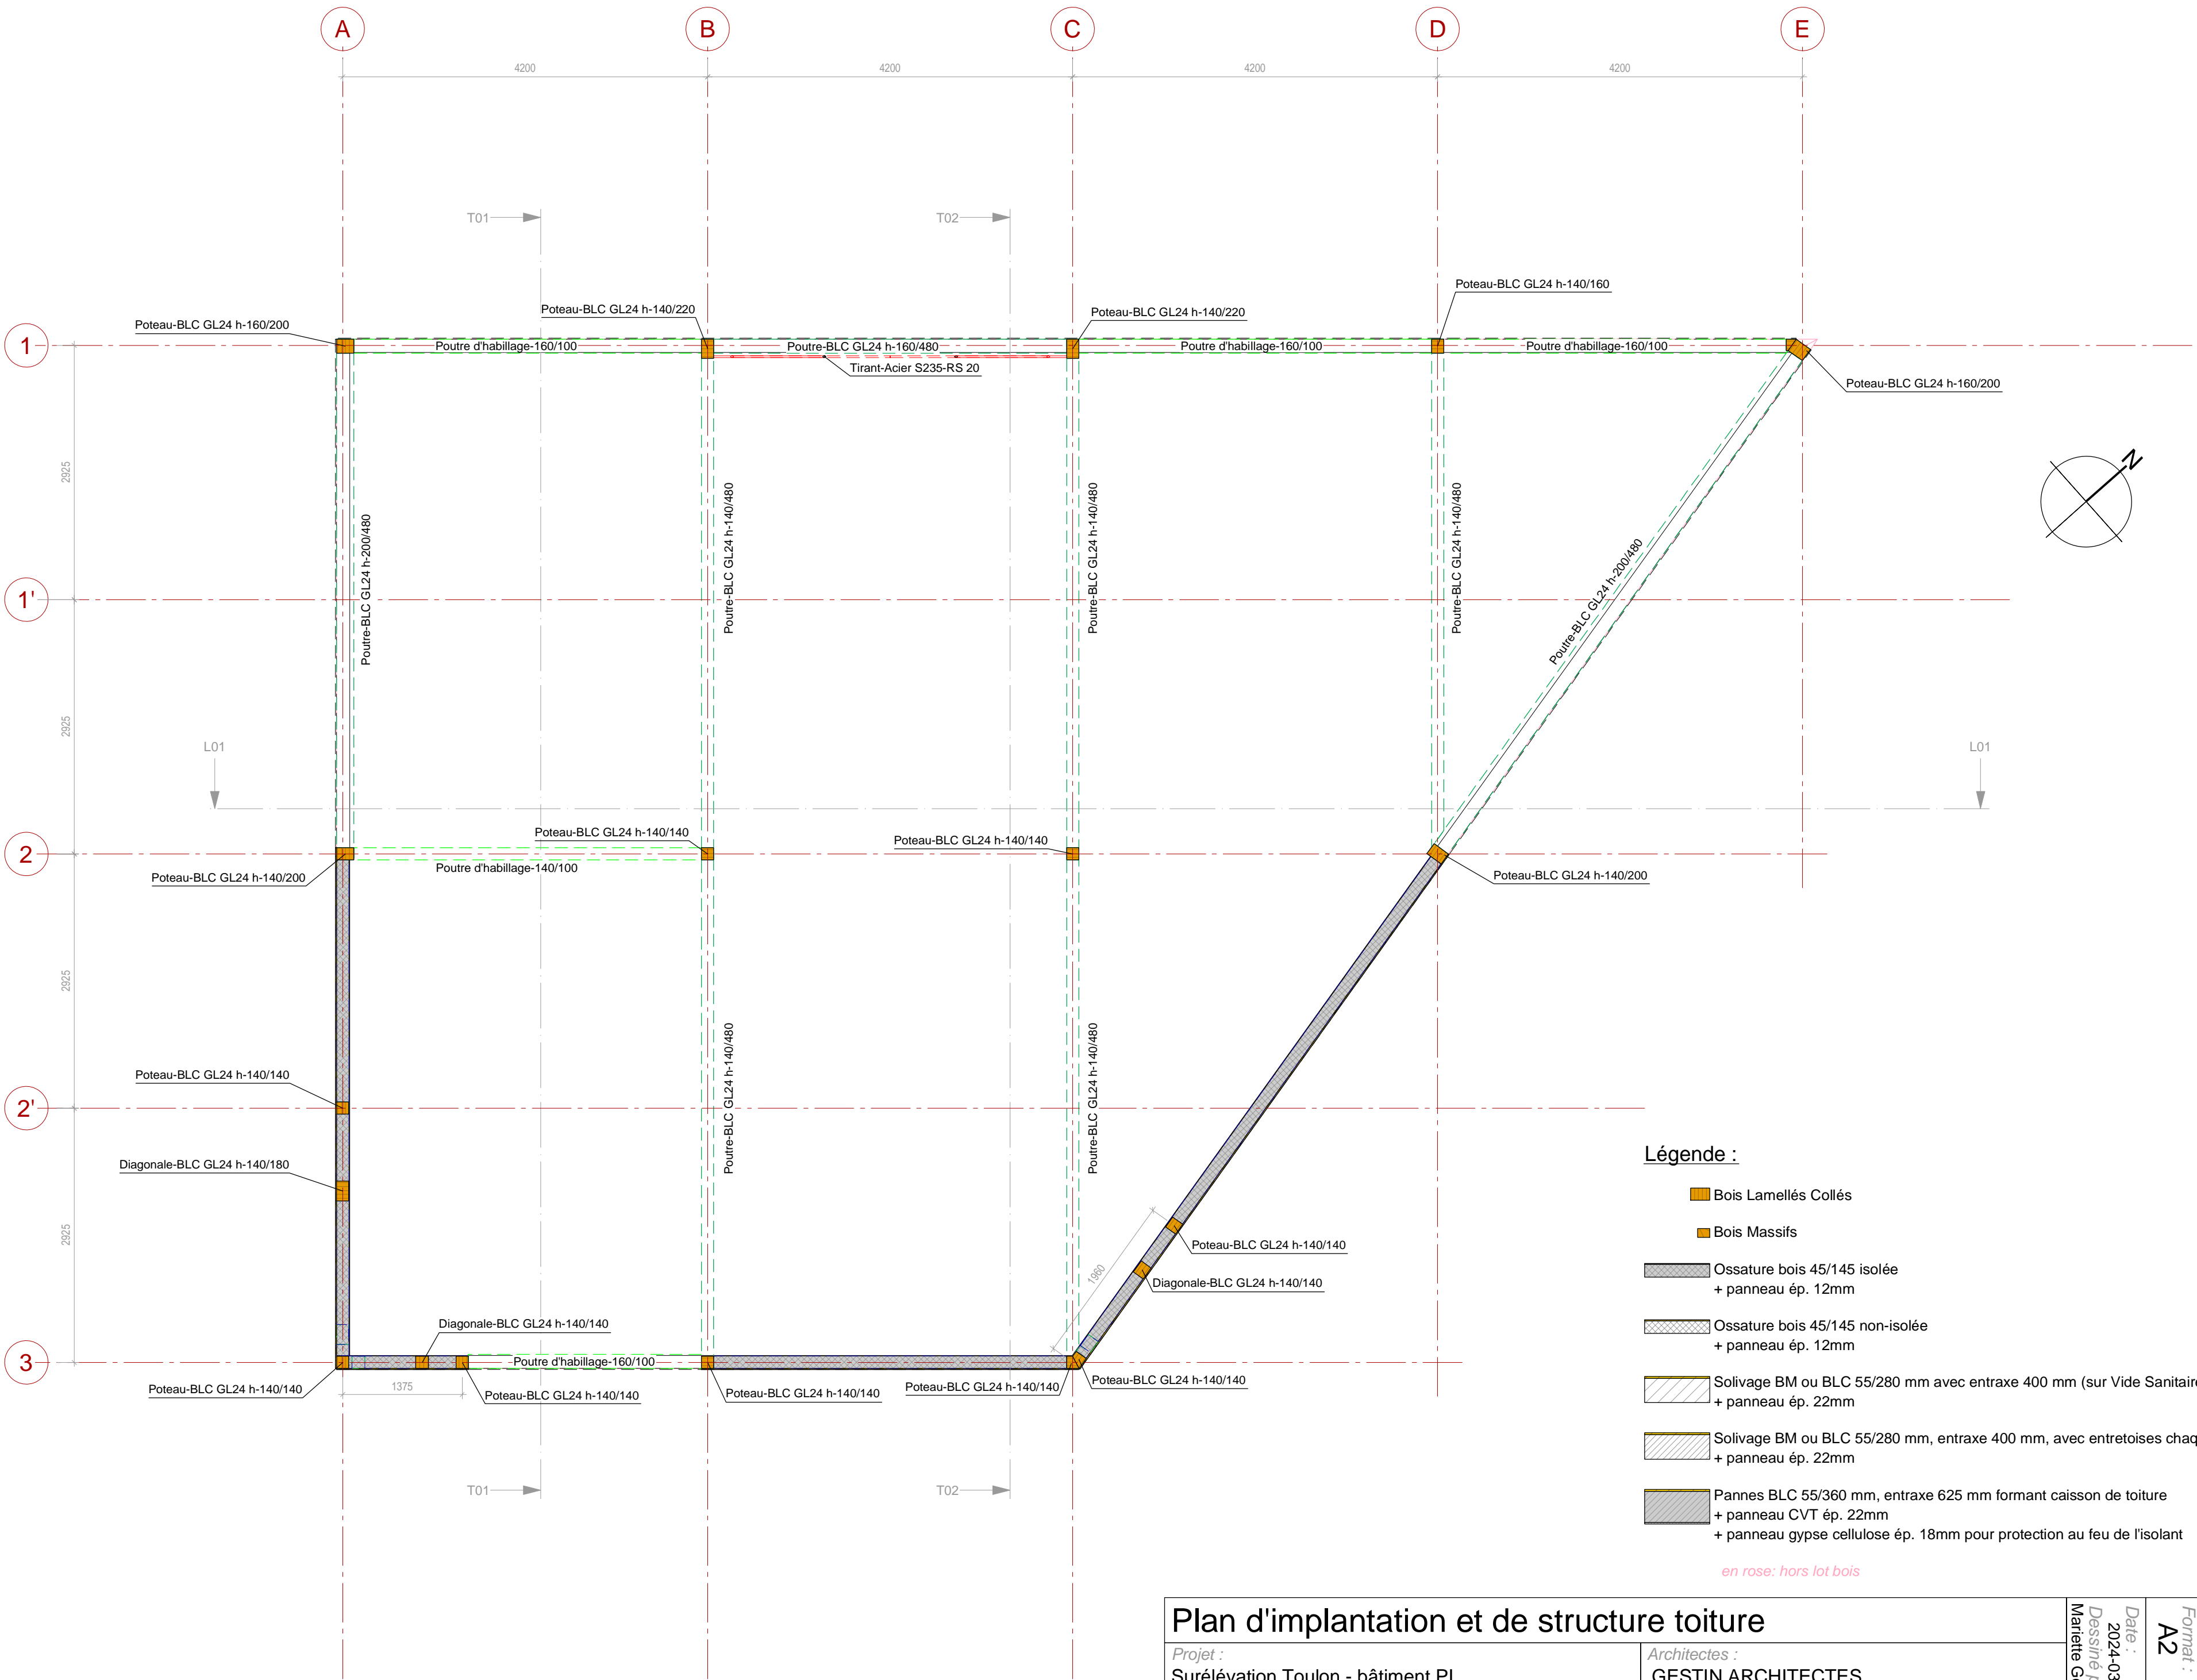 A
B
C
D
E
4200
4200
4200
4200
T01
T02
Poteau-BLC GL24 h-140/160
Poteau-BLC GL24 h-140/220
Poteau-BLC GL24 h-140/220
Poteau-BLC GL24 h-160/200
1
Poutre d'habillage-160/100
Poutre-BLC GL24 h-160/480
Poutre d'habillage-160/100
Poutre d'habillage-160/100
Tirant-Acier S235-RS 20
Poteau-BLC GL24 h-160/200
2925
N
Poutre-BLC GL24 h-200/480
Poutre-BLC GL24 h-140/480
Poutre-BLC GL24 h-140/480
Poutre-BLC GL24 h-140/480
Poutre-BLC GL24 h-200/480
1'
2925
L01
L01
Poteau-BLC GL24 h-140/140
Poteau-BLC GL24 h-140/140
2
Poutre d'habillage-140/100
Poteau-BLC GL24 h-140/200
Poteau-BLC GL24 h-140/200
2925
Poteau-BLC GL24 h-140/140
2'
Poutre-BLC GL24 h-140/480
Poutre-BLC GL24 h-140/480
Diagonale-BLC GL24 h-140/180
2925
Poteau-BLC GL24 h-140/140
1960
Diagonale-BLC GL24 h-140/140
Diagonale-BLC GL24 h-140/140
3
Poutre d'habillage-160/100
Poteau-BLC GL24 h-140/140
1375
Poteau-BLC GL24 h-140/140
Poteau-BLC GL24 h-140/140
Poteau-BLC GL24 h-140/140
Poteau-BLC GL24 h-140/140
T01
T02
Légende :
Bois Lamellés Collés
Bois Massifs
Ossature bois 45/145 isolée
+ panneau ép. 12mm
Ossature bois 45/145 non-isolée
+ panneau ép. 12mm
Solivage BM ou BLC 55/280 mm avec entraxe 400 mm (sur Vide Sanitair
+ panneau ép. 22mm
Solivage BM ou BLC 55/280 mm, entraxe 400 mm, avec entretoises chaq
+ panneau ép. 22mm
Pannes BLC 55/360 mm, entraxe 625 mm formant caisson de toiture
+ panneau CVT ép. 22mm
+ panneau gypse cellulose ép. 18mm pour protection au feu de l'isolant
en rose: hors lot bois
Plan d'implantation et de structure toiture
Projet :
Surélévation Toulon - bâtiment PL
Architectes :
GESTIN ARCHITECTES
Format :
A2
Date :
2024-03
Dessiné
Mariette